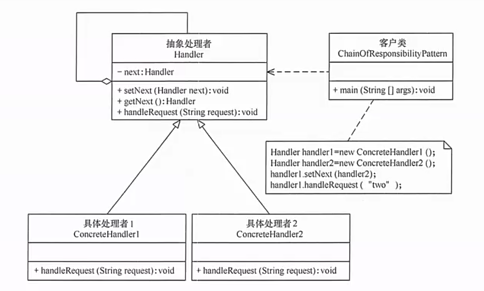 抽象处理者
Handler
- next:Handler
+ setNext (Handler next):void
+ getNext ():Handler
+ handleRequest (String request):void
客户类
ChainOfResponsibilityPattern
+ main (String [] args):void
Handler handler1=new ConcreteHandler1 ();
Handler handler2=new ConcreteHandler2 ();
handler1.setNext (handler2);
handler1.handleRequest ( “two” );
具体处理者 1
ConcreteHandler1
+ handleRequest (String request):void
具体处理者 2
ConcreteHandler2
+ handleRequest (String request):void